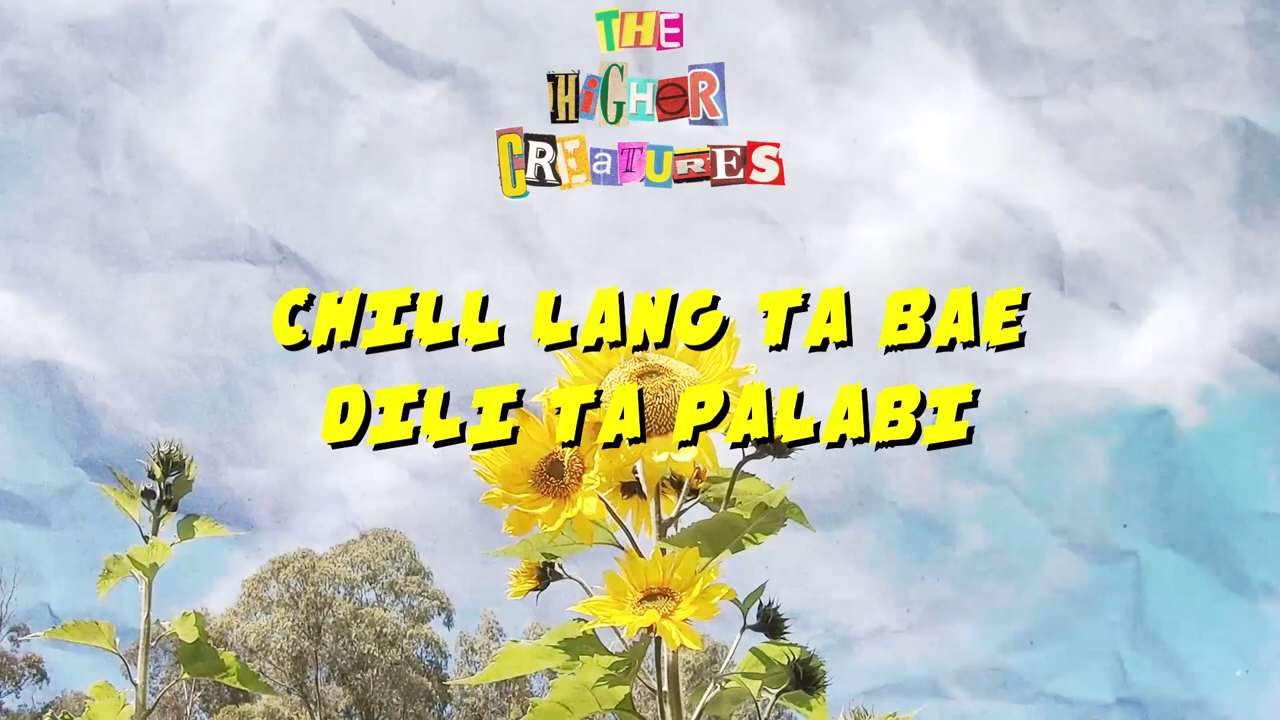 THE
HiGHeR
CREaTURES
CHILL LANG TA BAE
DILI TA PALABI